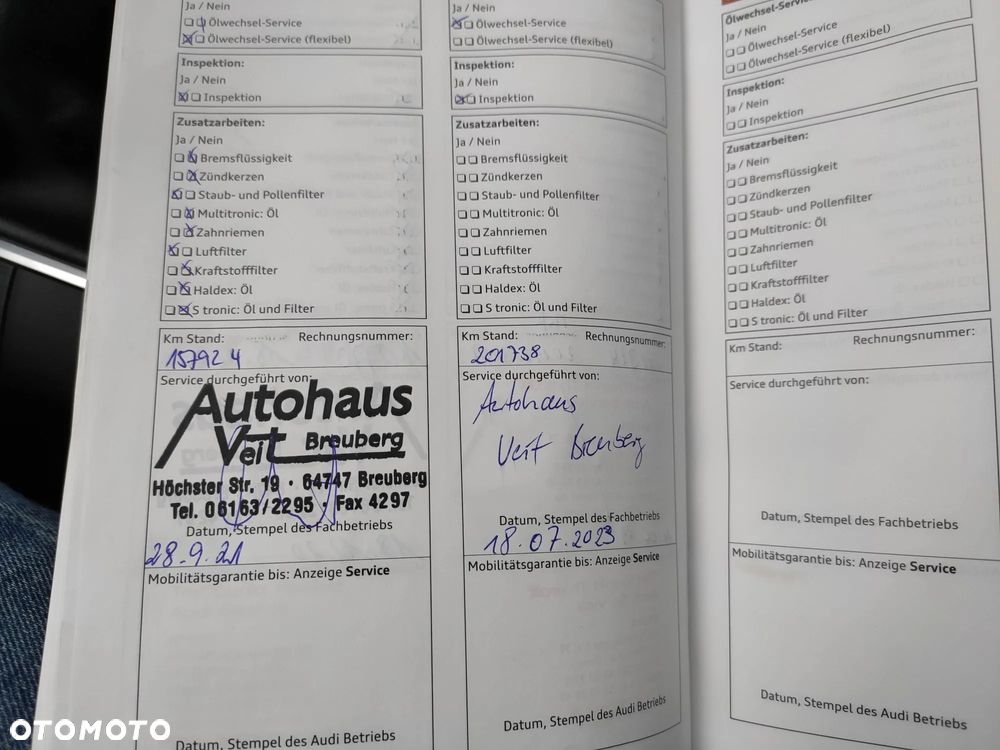 Ja / Nein
Ölwechsel-Service
Ölwechsel-Service (flexibel)
Inspektion:
Ja / Nein
Inspektion
Zusatzarbeiten:
Ja / Nein
Bremsflüssigkeit
Zündkerzen
Staub- und Pollenfilter
Multitronic: Öl
Zahnriemen
Luftfilter
Kraftstofffilter
Haldex: Öl
S tronic: Öl und Filter
Km Stand: Rechnungsnummer:
157924
Service durchgeführt von:
Autohaus
Veit Breuberg
Höchster Str. 19 · 64747 Breuberg
Tel. 06163/2295 · Fax 4297
Datum, Stempel des Fachbetriebs
28.9.21
Mobilitätsgarantie bis: Anzeige Service
Datum, Stempel des Audi Betriebs
Ja / Nein
Ölwechsel-Service
Ölwechsel-Service (flexibel)
Inspektion:
Ja / Nein
Inspektion
Zusatzarbeiten:
Ja / Nein
Bremsflüssigkeit
Zündkerzen
Staub- und Pollenfilter
Multitronic: Öl
Zahnriemen
Luftfilter
Kraftstofffilter
Haldex: Öl
S tronic: Öl und Filter
Km Stand: Rechnungsnummer:
201738
Service durchgeführt von:
Autohaus
Veit Breuberg
Datum, Stempel des Fachbetriebs
18.07.2023
Mobilitätsgarantie bis: Anzeige Service
Datum, Stempel des Audi Betriebs
Ölwechsel-Service
Ja / Nein
Ölwechsel-Service
Ölwechsel-Service (flexibel)
Inspektion:
Ja / Nein
Inspektion
Zusatzarbeiten:
Ja / Nein
Bremsflüssigkeit
Zündkerzen
Staub- und Pollenfilter
Multitronic: Öl
Zahnriemen
Luftfilter
Kraftstofffilter
Haldex: Öl
S tronic: Öl und Filter
Km Stand: Rechnungsnummer:
Service durchgeführt von:
Datum, Stempel des Fachbetriebs
Mobilitätsgarantie bis: Anzeige Service
Datum, Stempel des Audi Betriebs
OTOMOTO